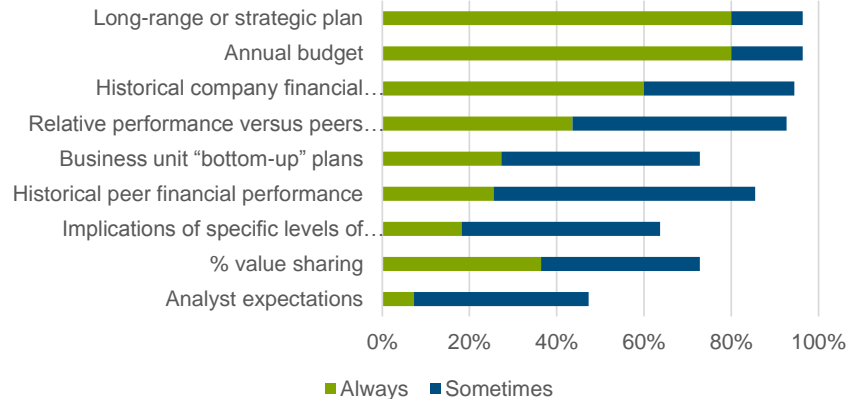 Long-range or strategic plan
Annual budget
Historical company financial…
Relative performance versus peers…
Business unit “bottom-up” plans
Historical peer financial performance
Implications of specific levels of…
% value sharing
Analyst expectations
0% 20% 40% 60% 80% 100%
Always Sometimes